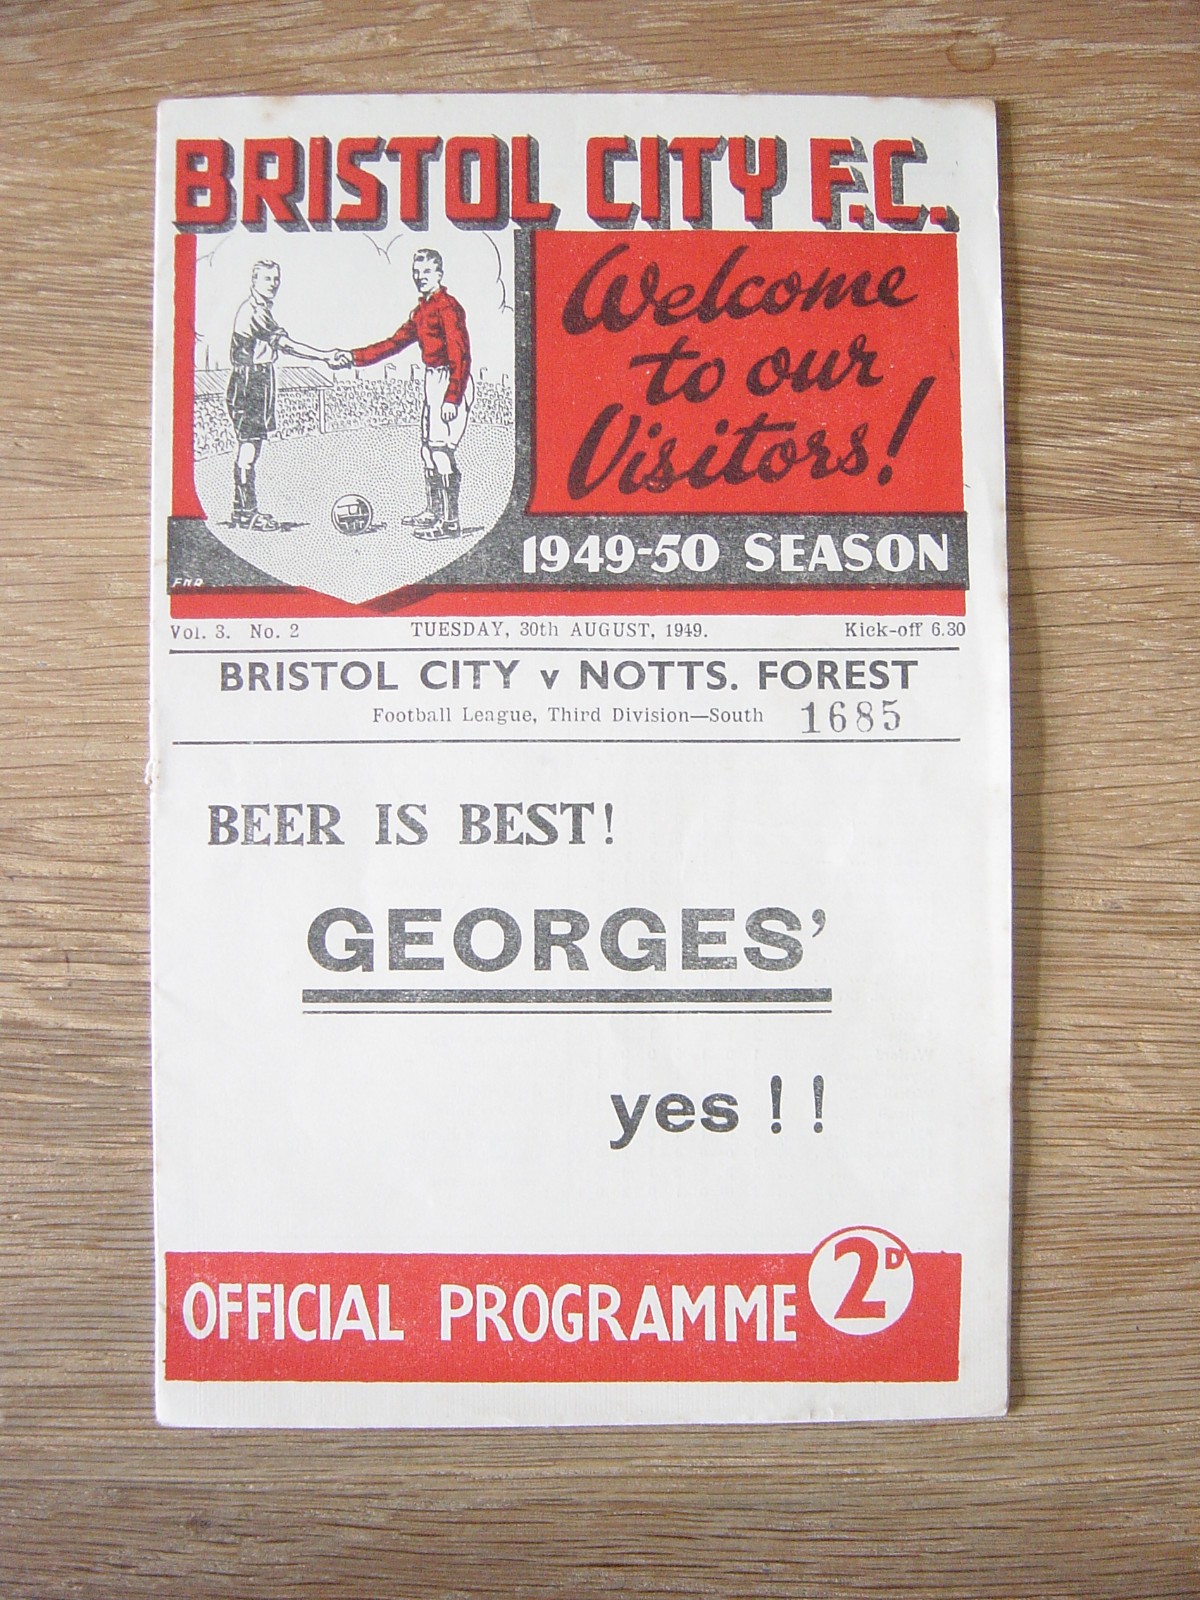 BRISTOL CITY F.C.
Welcome
to our
Visitors!
1949-50 SEASON
FNR
Vol. 3. No. 2 TUESDAY, 30th AUGUST, 1949. Kick-off 6.30
BRISTOL CITY v NOTTS. FOREST
Football League, Third Division—South 1685
BEER IS BEST!
GEORGES’
yes ! !
OFFICIAL PROGRAMME 2D